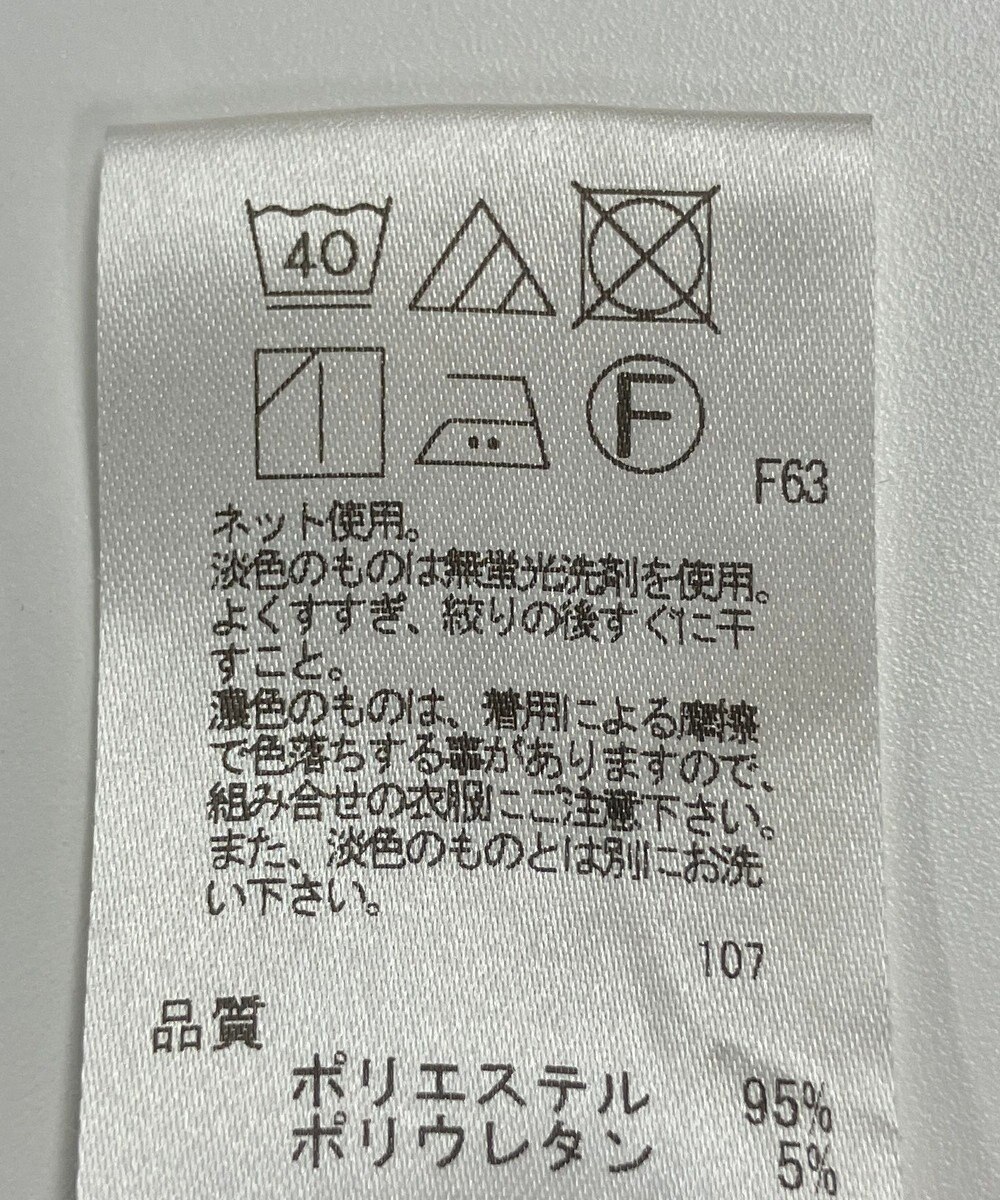 40
F
F63
ネット使用。
淡色のものは無蛍光洗剤を使用。
よくすすぎ、絞りの後すぐに干
すこと。
濃色のものは、着用による摩擦
で色落ちする事がありますので、
組み合せの衣服にご注意下さい。
また、淡色のものとは別にお洗
い下さい。
107
品質
ポリエステル 95%
ポリウレタン 5%